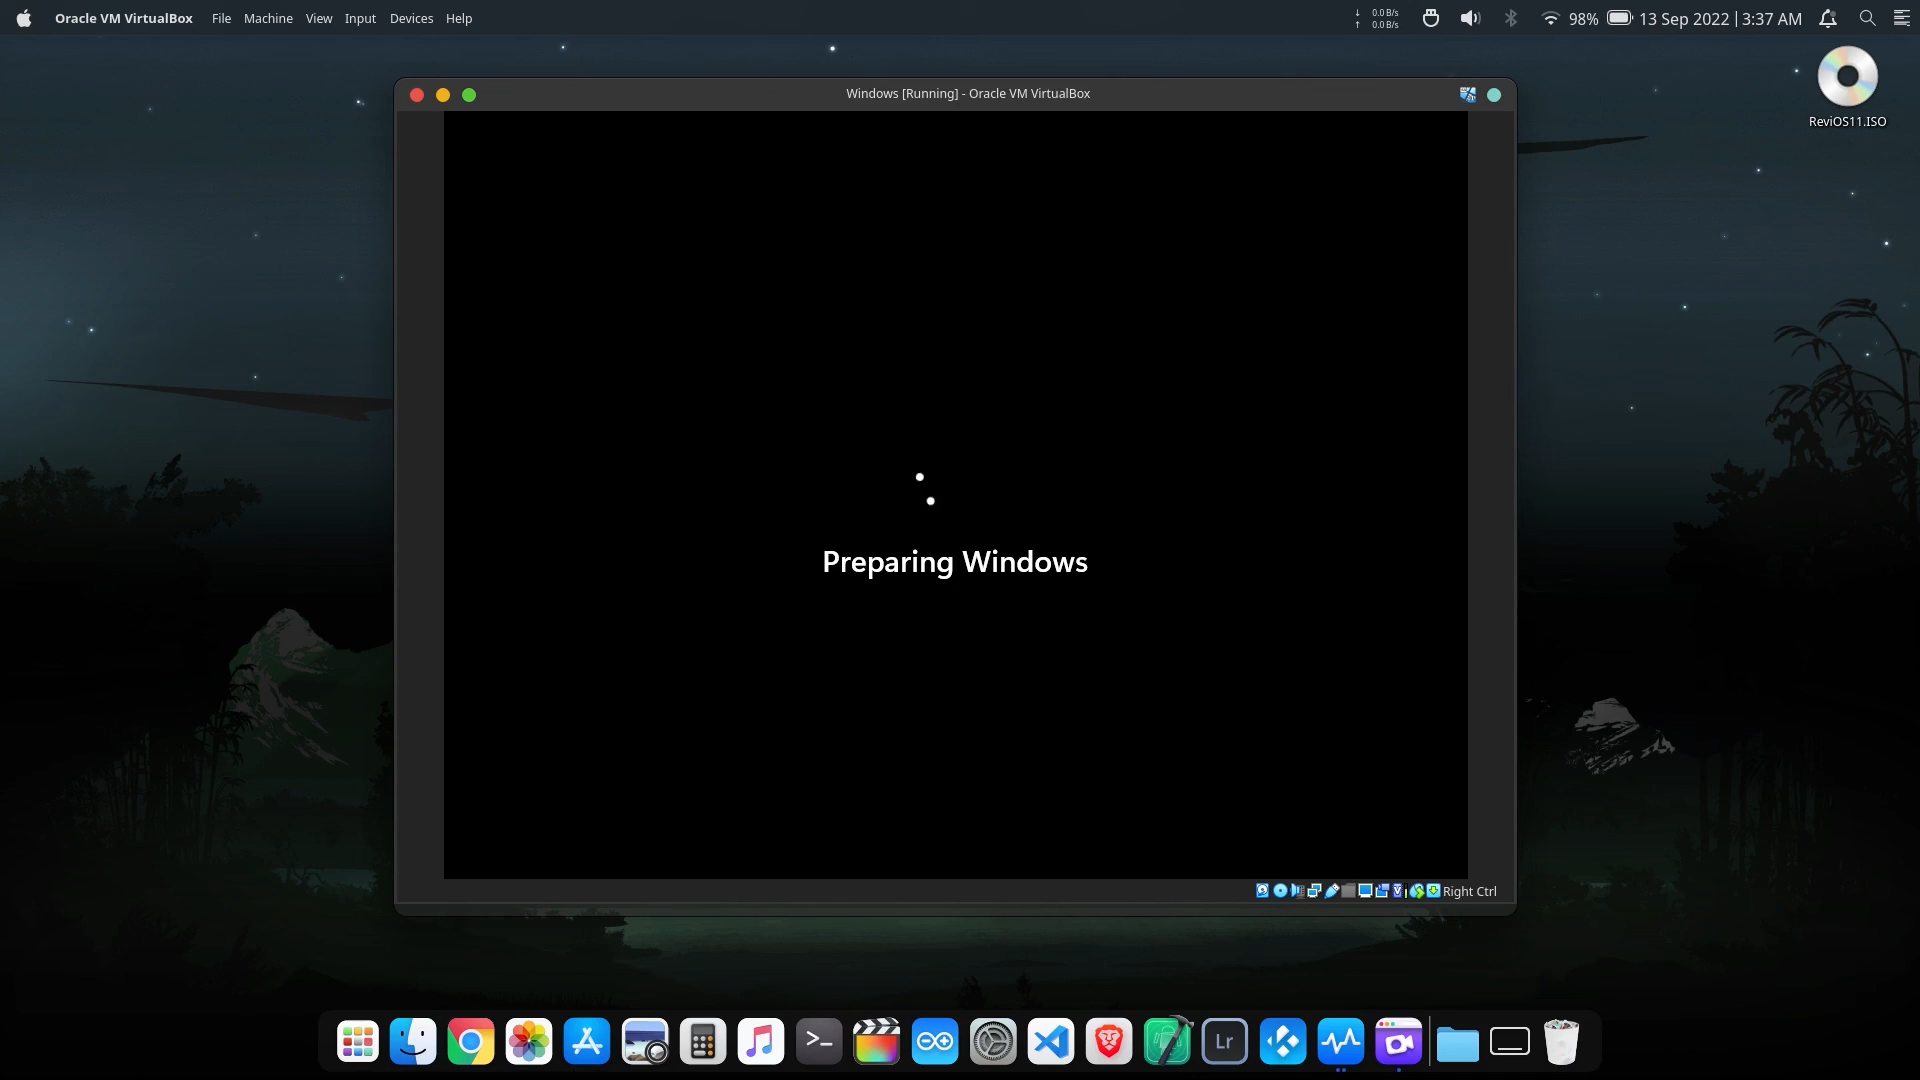 Oracle VM VirtualBox File Machine View Input Devices Help
↓ 0.0 B/s
↑ 0.0 B/s
98% 13 Sep 2022 | 3:37 AM
ReviOS11.ISO
Windows [Running] - Oracle VM VirtualBox
Preparing Windows
Right Ctrl
Lr